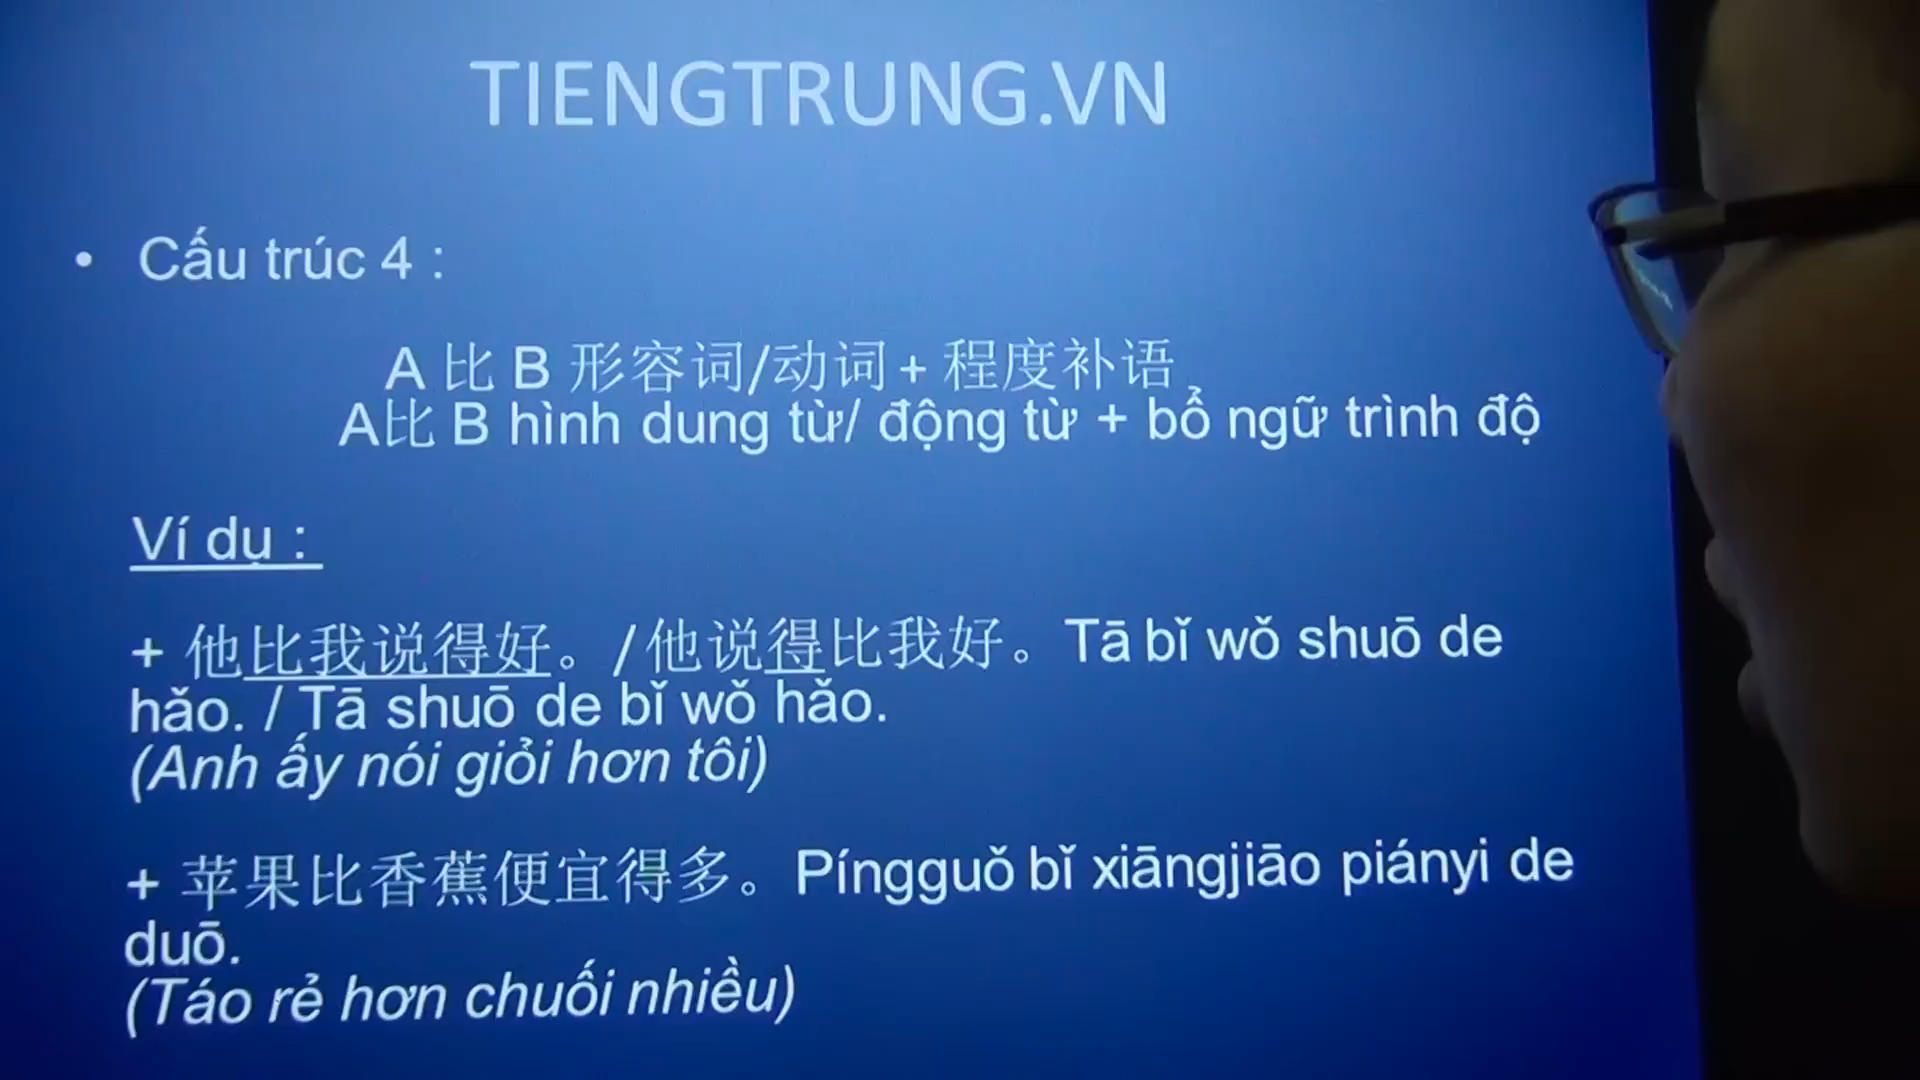 TIENGTRUNG.VN
• Cấu trúc 4 :
A 比 B 形容词/动词+ 程度补语
A比 B hình dung từ/ động từ + bổ ngữ trình độ
Ví dụ :
+ 他比我说得好。/他说得比我好。Tā bǐ wǒ shuō de
hǎo. / Tā shuō de bǐ wǒ hǎo.
(Anh ấy nói giỏi hơn tôi)
+ 苹果比香蕉便宜得多。Píngguǒ bǐ xiāngjiāo piányi de
duō.
(Táo rẻ hơn chuối nhiều)